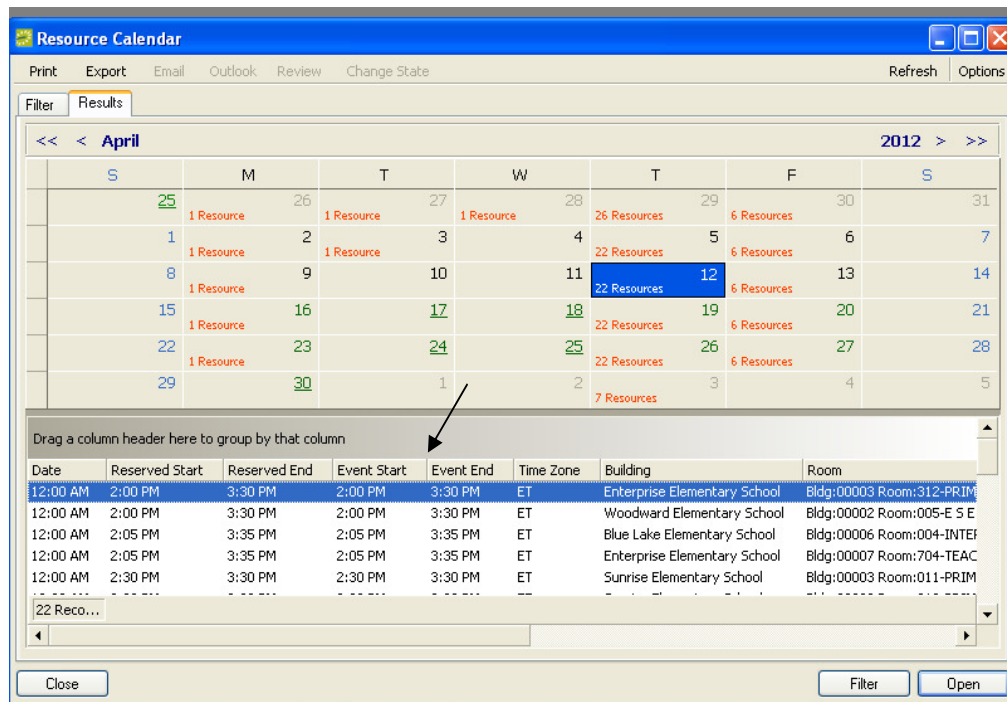 Resource Calendar
Print Export Email Outlook Review Change State Refresh Options
Filter Results
<< < April 2012 > >>
S M T W T F S
25 26 27 28 29 30 31
1 Resource 1 Resource 1 Resource 26 Resources 6 Resources
1 2 3 4 5 6 7
1 Resource 1 Resource 22 Resources 6 Resources
8 9 10 11 12 13 14
1 Resource 22 Resources 6 Resources
15 16 17 18 19 20 21
1 Resource 22 Resources 6 Resources
22 23 24 25 26 27 28
1 Resource 22 Resources 6 Resources
29 30 1 2 3 4 5
7 Resources
Drag a column header here to group by that column
Date Reserved Start Reserved End Event Start Event End Time Zone Building Room
12:00 AM 2:00 PM 3:30 PM 2:00 PM 3:30 PM ET Enterprise Elementary School Bldg:00003 Room:312-PRIM
12:00 AM 2:00 PM 3:30 PM 2:00 PM 3:30 PM ET Woodward Elementary School Bldg:00002 Room:005-E S E
12:00 AM 2:05 PM 3:35 PM 2:05 PM 3:35 PM ET Blue Lake Elementary School Bldg:00006 Room:004-INTER
12:00 AM 2:05 PM 3:35 PM 2:05 PM 3:35 PM ET Enterprise Elementary School Bldg:00007 Room:704-TEAC
12:00 AM 2:30 PM 3:30 PM 2:30 PM 3:30 PM ET Sunrise Elementary School Bldg:00003 Room:011-PRIM
22 Reco...
Close Filter Open